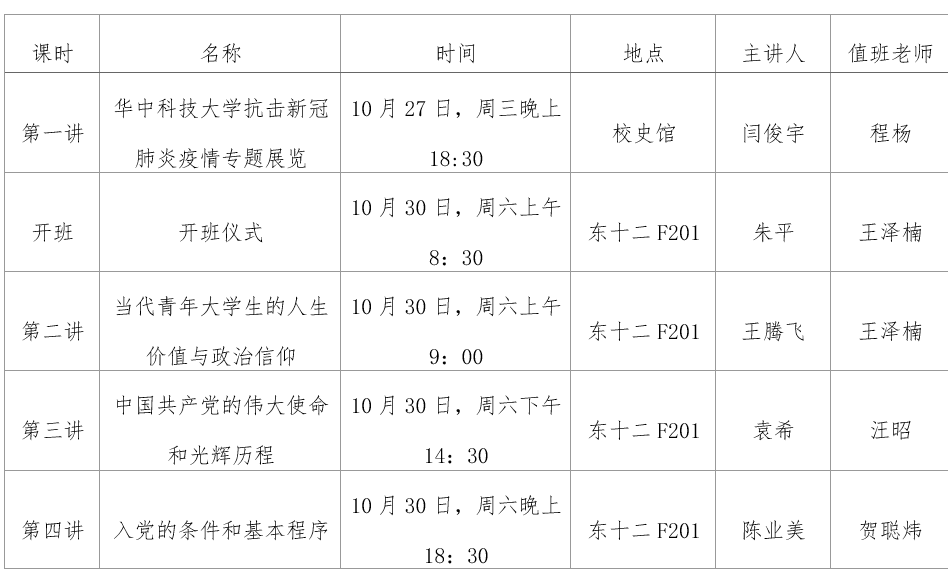 课时 名称 时间 地点 主讲人 值班老师
第一讲 华中科技大学抗击新冠肺炎疫情专题展览 10 月 27 日，周三晚上 18:30 校史馆 闫俊宇 程杨
开班 开班仪式 10 月 30 日，周六上午 8：30 东十二 F201 朱平 王泽楠
第二讲 当代青年大学生的人生价值与政治信仰 10 月 30 日，周六上午 9：00 东十二 F201 王腾飞 王泽楠
第三讲 中国共产党的伟大使命和光辉历程 10 月 30 日，周六下午 14：30 东十二 F201 袁希 汪昭
第四讲 入党的条件和基本程序 10 月 30 日，周六晚上 18：30 东十二 F201 陈业美 贺聪炜